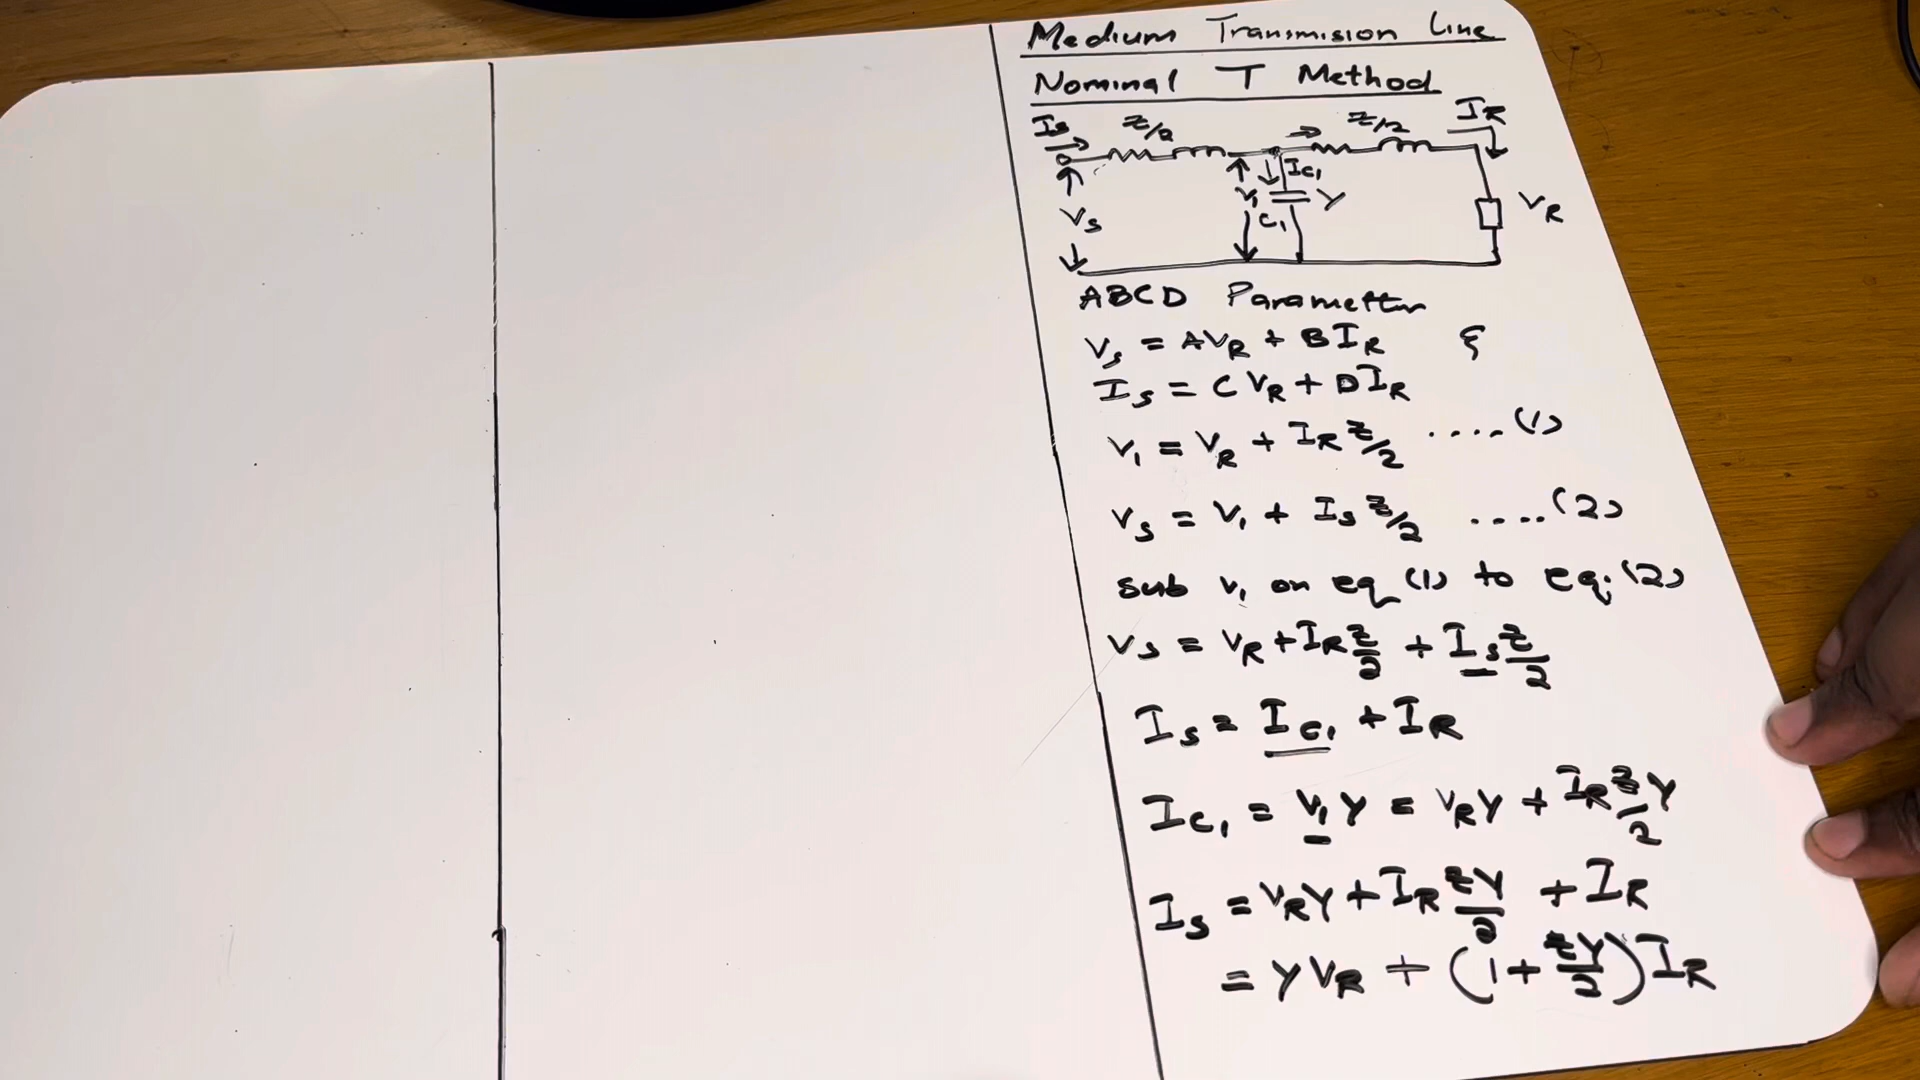 Medium Transmision Line
Nominal T Method
Is Z/2 Z/2 IR
Ic1
Vs V1 C1 Y VR
ABCD Parametter
Vs = AVR + BIR &
Is = CVR + DIR
V1 = VR + IR Z/2 ....(1)
Vs = V1 + Is Z/2 ....(2)
Sub V1 on eq (1) to eq.(2)
Vs = VR + IR Z/2 + Is Z/2
Is = Ic1 + IR
Ic1 = V1Y = VRY + IR Z/2 Y
Is = VRY + IR ZY/2 + IR
= YVR + (1 + ZY/2) IR